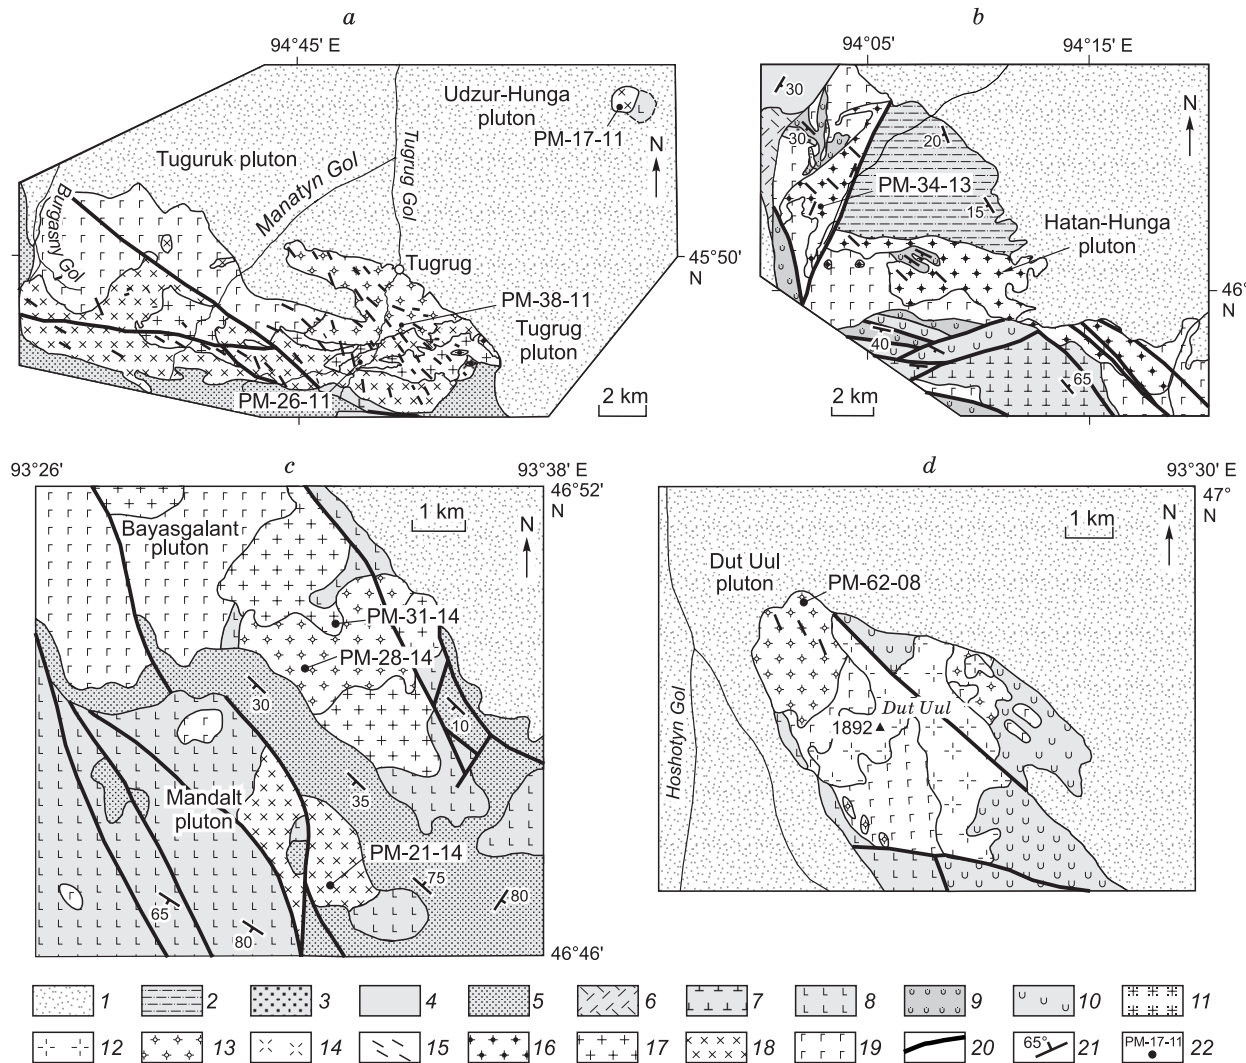 a
94°45' E
Udzur-Hunga
pluton
PM-17-11
N
Tuguruk pluton
Manatyn Gol
Tugrug Gol
Burgasny Gol
Tugrug
PM-38-11
Tugrug
pluton
PM-26-11
2 km
45°50'
N
b
94°05'
94°15' E
30
N
30
20
PM-34-13
15
Hatan-Hunga
pluton
46°
40
65
2 km
c
93°26'
93°38' E
46°52'
N
Bayasgalant
pluton
1 km
N
PM-31-14
PM-28-14
30
10
Mandalt
pluton
35
PM-21-14
75
65
80
80
46°46'
d
93°30' E
47°
N
1 km
N
Dut Uul
pluton
PM-62-08
Dut Uul
1892
Hoshotyn Gol
1 2 3 4 5 6 7 8 9 10 11
12 13 14 15 16 17 18 19 20 65° 21 PM-17-11 22